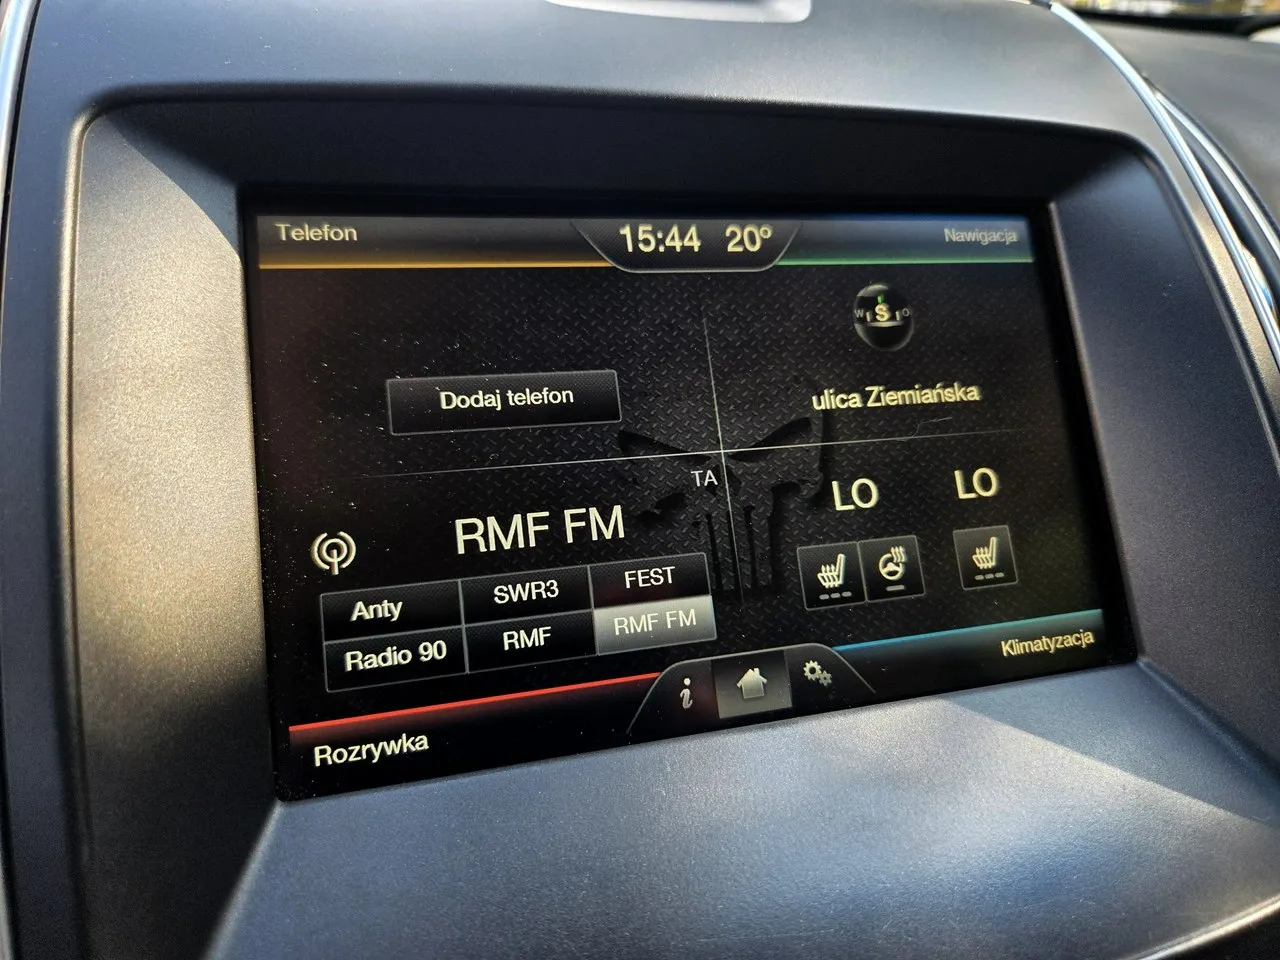 Telefon
15:44 20°
Nawigacja
W S O
Dodaj telefon
ulica Ziemiańska
TA
LO
LO
RMF FM
Anty
SWR3
FEST
Radio 90
RMF
RMF FM
i
Klimatyzacja
Rozrywka